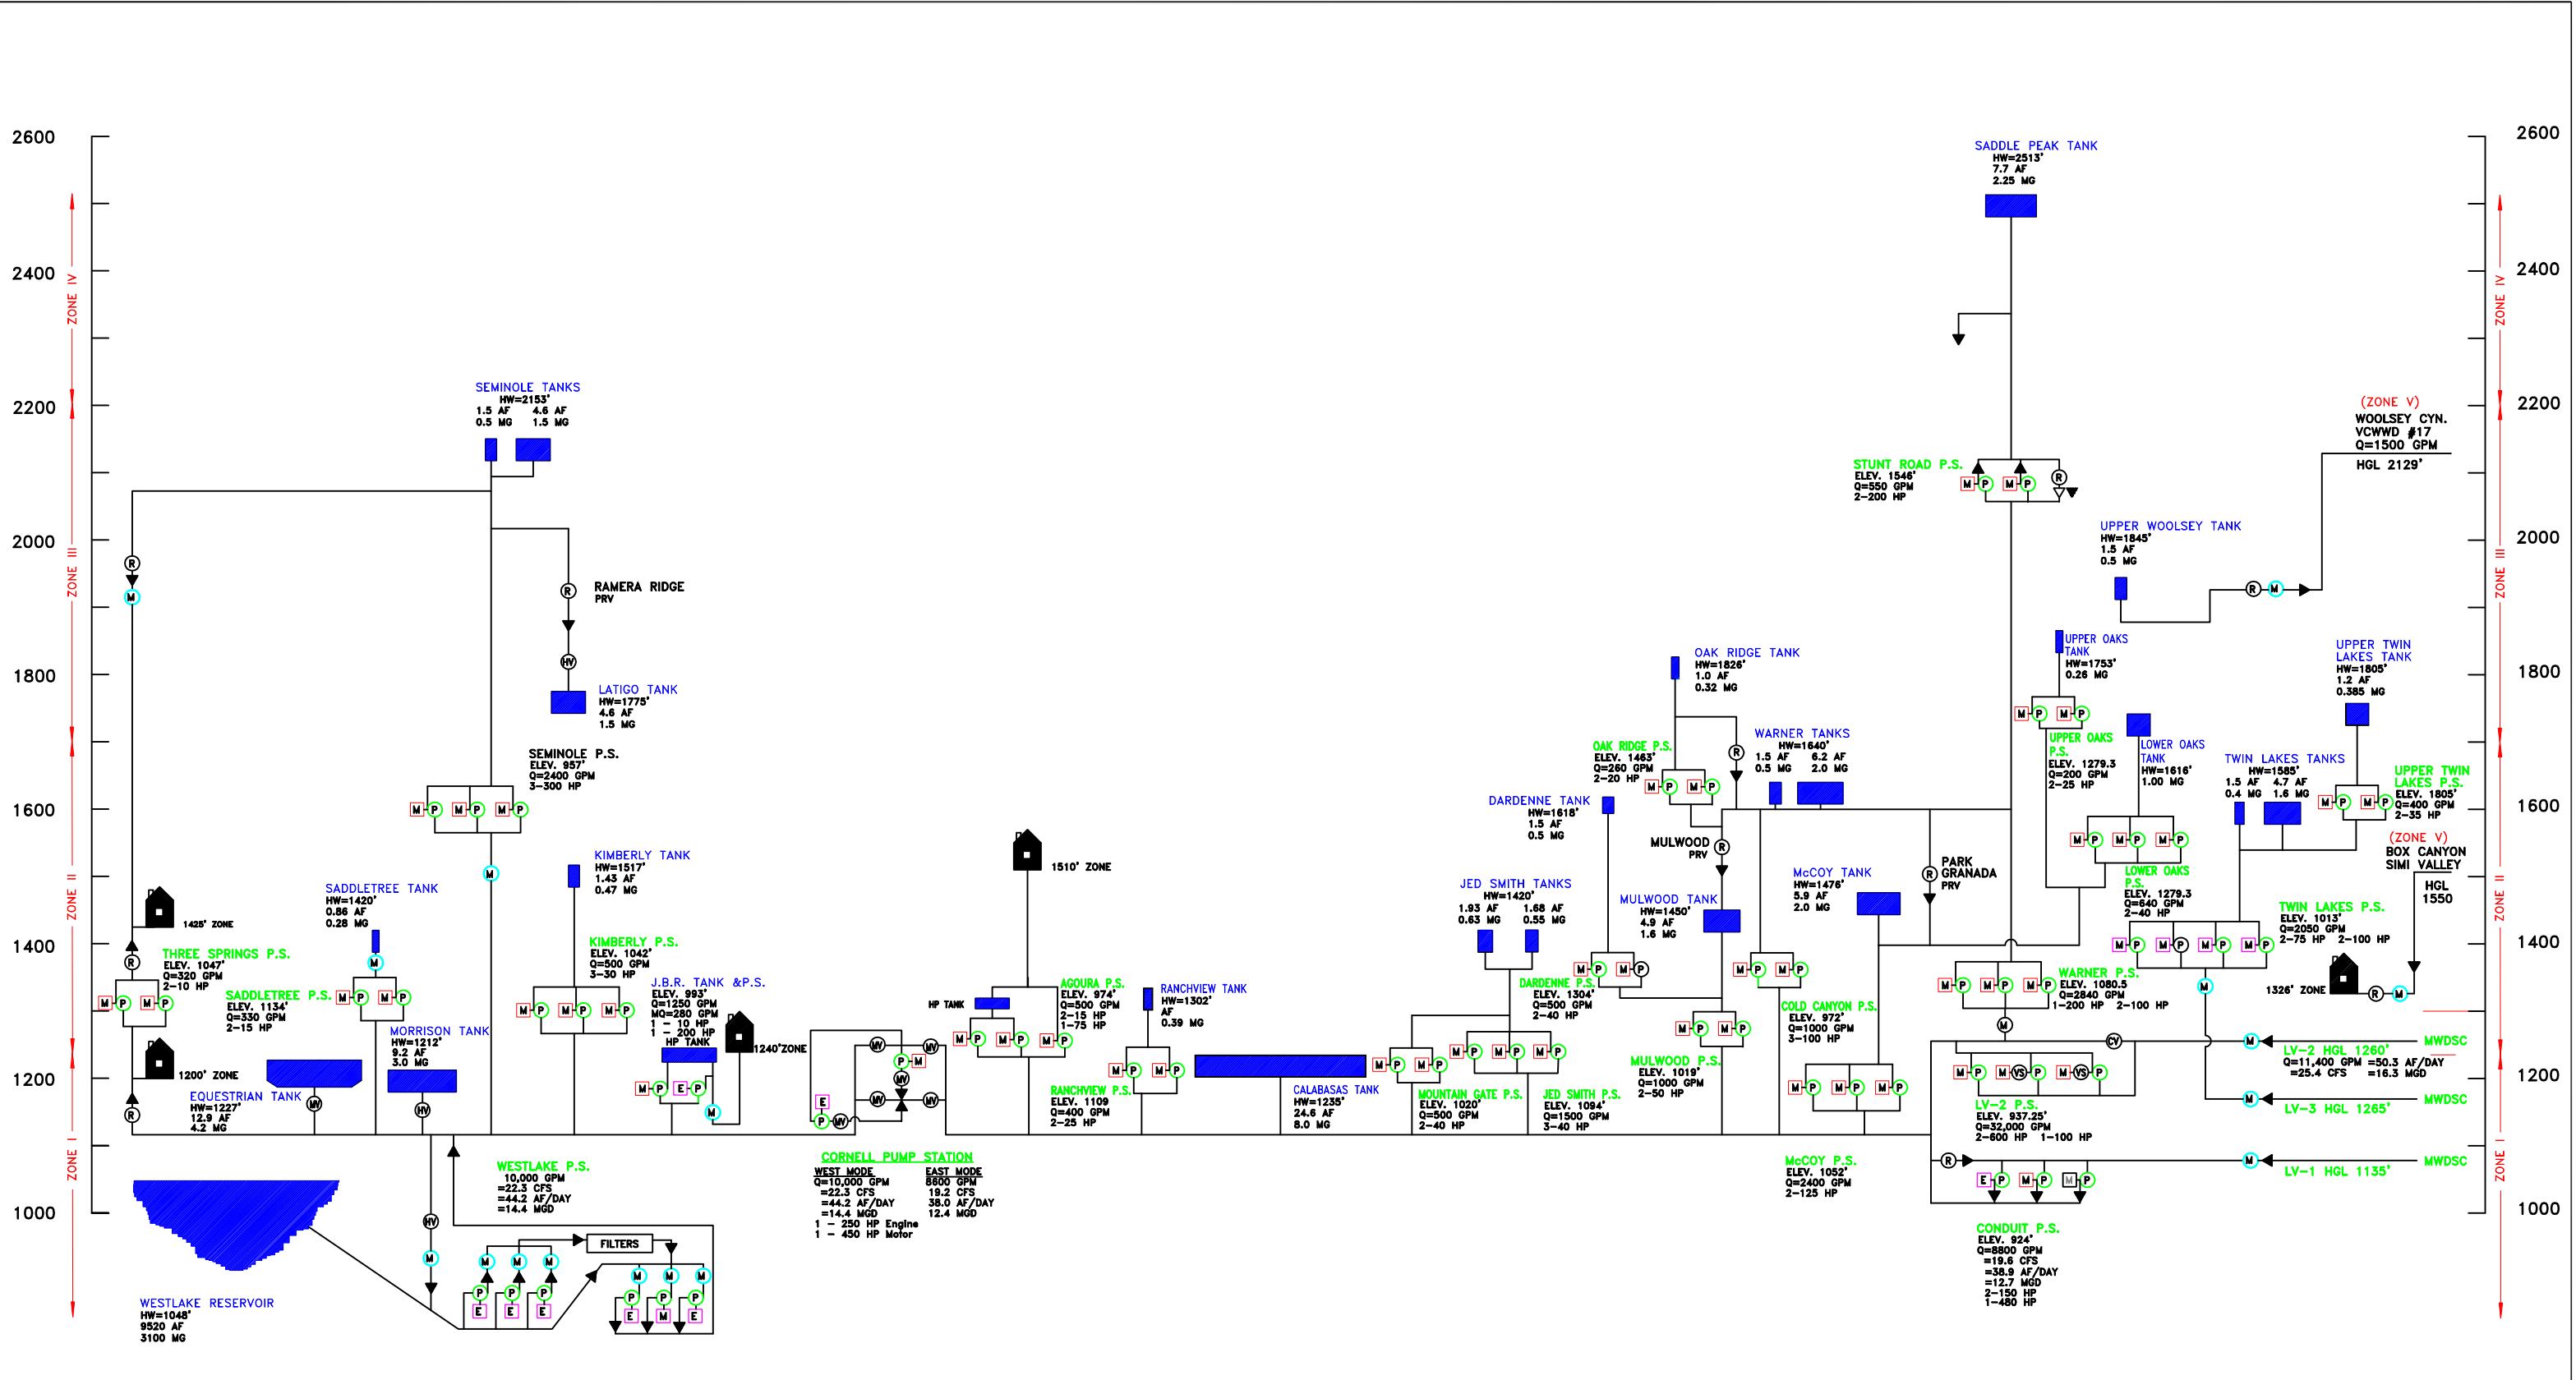 2600
2400
2200
2000
1800
1600
1400
1200
1000
ZONE IV
ZONE III
ZONE II
ZONE I
SEMINOLE TANKS
HW=2153'
1.5 AF 4.6 AF
0.5 MG 1.5 MG
R
M
R
RAMERA RIDGE
PRV
HV
LATIGO TANK
HW=1775'
4.6 AF
1.5 MG
SEMINOLE P.S.
ELEV. 957'
Q=2400 GPM
3-300 HP
M P M P M P
M
1425' ZONE
R
THREE SPRINGS P.S.
ELEV. 1047'
Q=320 GPM
2-10 HP
M P M P
1200' ZONE
R
SADDLETREE TANK
HW=1420'
0.86 AF
0.28 MG
M
SADDLETREE P.S.
ELEV. 1134'
Q=330 GPM
2-15 HP
M P M P
EQUESTRIAN TANK
HW=1227'
12.9 AF
4.2 MG
MV
MORRISON TANK
HW=1212'
9.2 AF
3.0 MG
HV
KIMBERLY TANK
HW=1517'
1.43 AF
0.47 MG
KIMBERLY P.S.
ELEV. 1042'
Q=500 GPM
3-30 HP
M P M P M P
J.B.R. TANK &P.S.
ELEV. 993'
Q=1250 GPM
MQ=280 GPM
1 - 10 HP
1 - 200 HP
HP TANK
M P E P
M
1240'ZONE
WESTLAKE RESERVOIR
HW=1048'
9520 AF
3100 MG
HV
M
WESTLAKE P.S.
10,000 GPM
=22.3 CFS
=44.2 AF/DAY
=14.4 MGD
FILTERS
M M M
P P P
E E E
M M M
P P P
E M E
MV MV
P M
MV
MV MV
E
P MV
CORNELL PUMP STATION
WEST MODE EAST MODE
Q=10,000 GPM 8600 GPM
=22.3 CFS 19.2 CFS
=44.2 AF/DAY 38.0 AF/DAY
=14.4 MGD 12.4 MGD
1 - 250 HP Engine
1 - 450 HP Motor
1510' ZONE
HP TANK
AGOURA P.S.
ELEV. 974'
Q=500 GPM
2-15 HP
1-75 HP
M P M P M P
RANCHVIEW TANK
HW=1302'
AF
0.39 MG
M P M P
RANCHVIEW P.S.
ELEV. 1109
Q=400 GPM
2-25 HP
CALABASAS TANK
HW=1235'
24.6 AF
8.0 MG
JED SMITH TANKS
HW=1420'
1.93 AF 1.68 AF
0.63 MG 0.55 MG
M P M P
MOUNTAIN GATE P.S.
ELEV. 1020'
Q=500 GPM
2-40 HP
M P M P M P
JED SMITH P.S.
ELEV. 1094'
Q=1500 GPM
3-40 HP
DARDENNE TANK
HW=1618'
1.5 AF
0.5 MG
M P M P
DARDENNE P.S.
ELEV. 1304'
Q=500 GPM
2-40 HP
OAK RIDGE TANK
HW=1826'
1.0 AF
0.32 MG
OAK RIDGE P.S.
ELEV. 1463'
Q=260 GPM
2-20 HP
M P M P
R
MULWOOD
PRV
R
MULWOOD TANK
HW=1450'
4.9 AF
1.6 MG
M P M P
MULWOOD P.S.
ELEV. 1019'
Q=1000 GPM
2-50 HP
WARNER TANKS
HW=1640'
1.5 AF 6.2 AF
0.5 MG 2.0 MG
M P M P
COLD CANYON P.S.
ELEV. 972'
Q=1000 GPM
3-100 HP
McCOY TANK
HW=1476'
5.9 AF
2.0 MG
M P M P M P
McCOY P.S.
ELEV. 1052'
Q=2400 GPM
2-125 HP
R
PARK
GRANADA
PRV
SADDLE PEAK TANK
HW=2513'
7.7 AF
2.25 MG
STUNT ROAD P.S.
ELEV. 1546'
Q=550 GPM
2-200 HP
M P M P
R
UPPER WOOLSEY TANK
HW=1845'
1.5 AF
0.5 MG
R M
(ZONE V)
WOOLSEY CYN.
VCWWD #17
Q=1500 GPM
HGL 2129'
UPPER OAKS
TANK
HW=1753'
0.26 MG
M P M P
UPPER OAKS
P.S.
ELEV. 1279.3
Q=200 GPM
2-25 HP
LOWER OAKS
TANK
HW=1616'
1.00 MG
M P M P M P
LOWER OAKS
P.S.
ELEV. 1279.3
Q=640 GPM
2-40 HP
TWIN LAKES TANKS
HW=1585'
1.5 AF 4.7 AF
0.4 MG 1.6 MG
UPPER TWIN
LAKES TANK
HW=1805'
1.2 AF
0.385 MG
M P M P
UPPER TWIN
LAKES P.S.
ELEV. 1805'
Q=400 GPM
2-35 HP
(ZONE V)
BOX CANYON
SIMI VALLEY
HGL
1550
TWIN LAKES P.S.
ELEV. 1013'
Q=2050 GPM
2-75 HP 2-100 HP
M P M P M P M P
M
1326' ZONE
R M
M P M P M P
WARNER P.S.
ELEV. 1080.5
Q=2840 GPM
1-200 HP 2-100 HP
M
CV
M
MWDSC
LV-2 HGL 1260'
Q=11,400 GPM =50.3 AF/DAY
=25.4 CFS =16.3 MGD
M P M VS P M VS P
LV-2 P.S.
ELEV. 937.25'
Q=32,000 GPM
2-600 HP 1-100 HP
M
MWDSC
LV-3 HGL 1265'
R
M
MWDSC
LV-1 HGL 1135'
E P M P M P
CONDUIT P.S.
ELEV. 924'
Q=8800 GPM
=19.6 CFS
=38.9 AF/DAY
=12.7 MGD
2-150 HP
1-480 HP
2600
2400
2200
2000
1800
1600
1400
1200
1000
ZONE IV
ZONE III
ZONE II
ZONE I